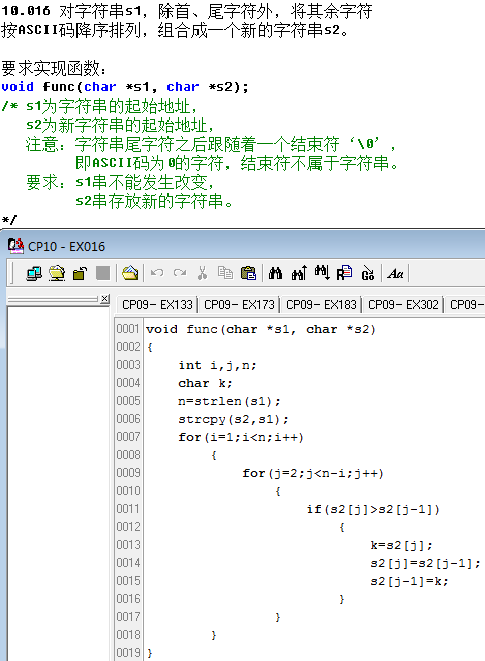 10.016 对字符串s1，除首、尾字符外，将其余字符
按ASCII码降序排列，组合成一个新的字符串s2。
要求实现函数：
void func(char *s1, char *s2);
/* s1为字符串的起始地址，
s2为新字符串的起始地址，
注意：字符串尾字符之后跟随着一个结束符‘\0’，
即ASCII码为0的字符，结束符不属于字符串。
要求：s1串不能发生改变，
s2串存放新的字符串。
*/
CP10 - EX016
Go Aa
CP09- EX133 CP09- EX173 CP09- EX183 CP09- EX302 CP09-
0001 void func(char *s1, char *s2)
0002 {
0003 int i,j,n;
0004 char k;
0005 n=strlen(s1);
0006 strcpy(s2,s1);
0007 for(i=1;i<n;i++)
0008 {
0009 for(j=2;j<n-i;j++)
0010 {
0011 if(s2[j]>s2[j-1])
0012 {
0013 k=s2[j];
0014 s2[j]=s2[j-1];
0015 s2[j-1]=k;
0016 }
0017 }
0018 }
0019 }